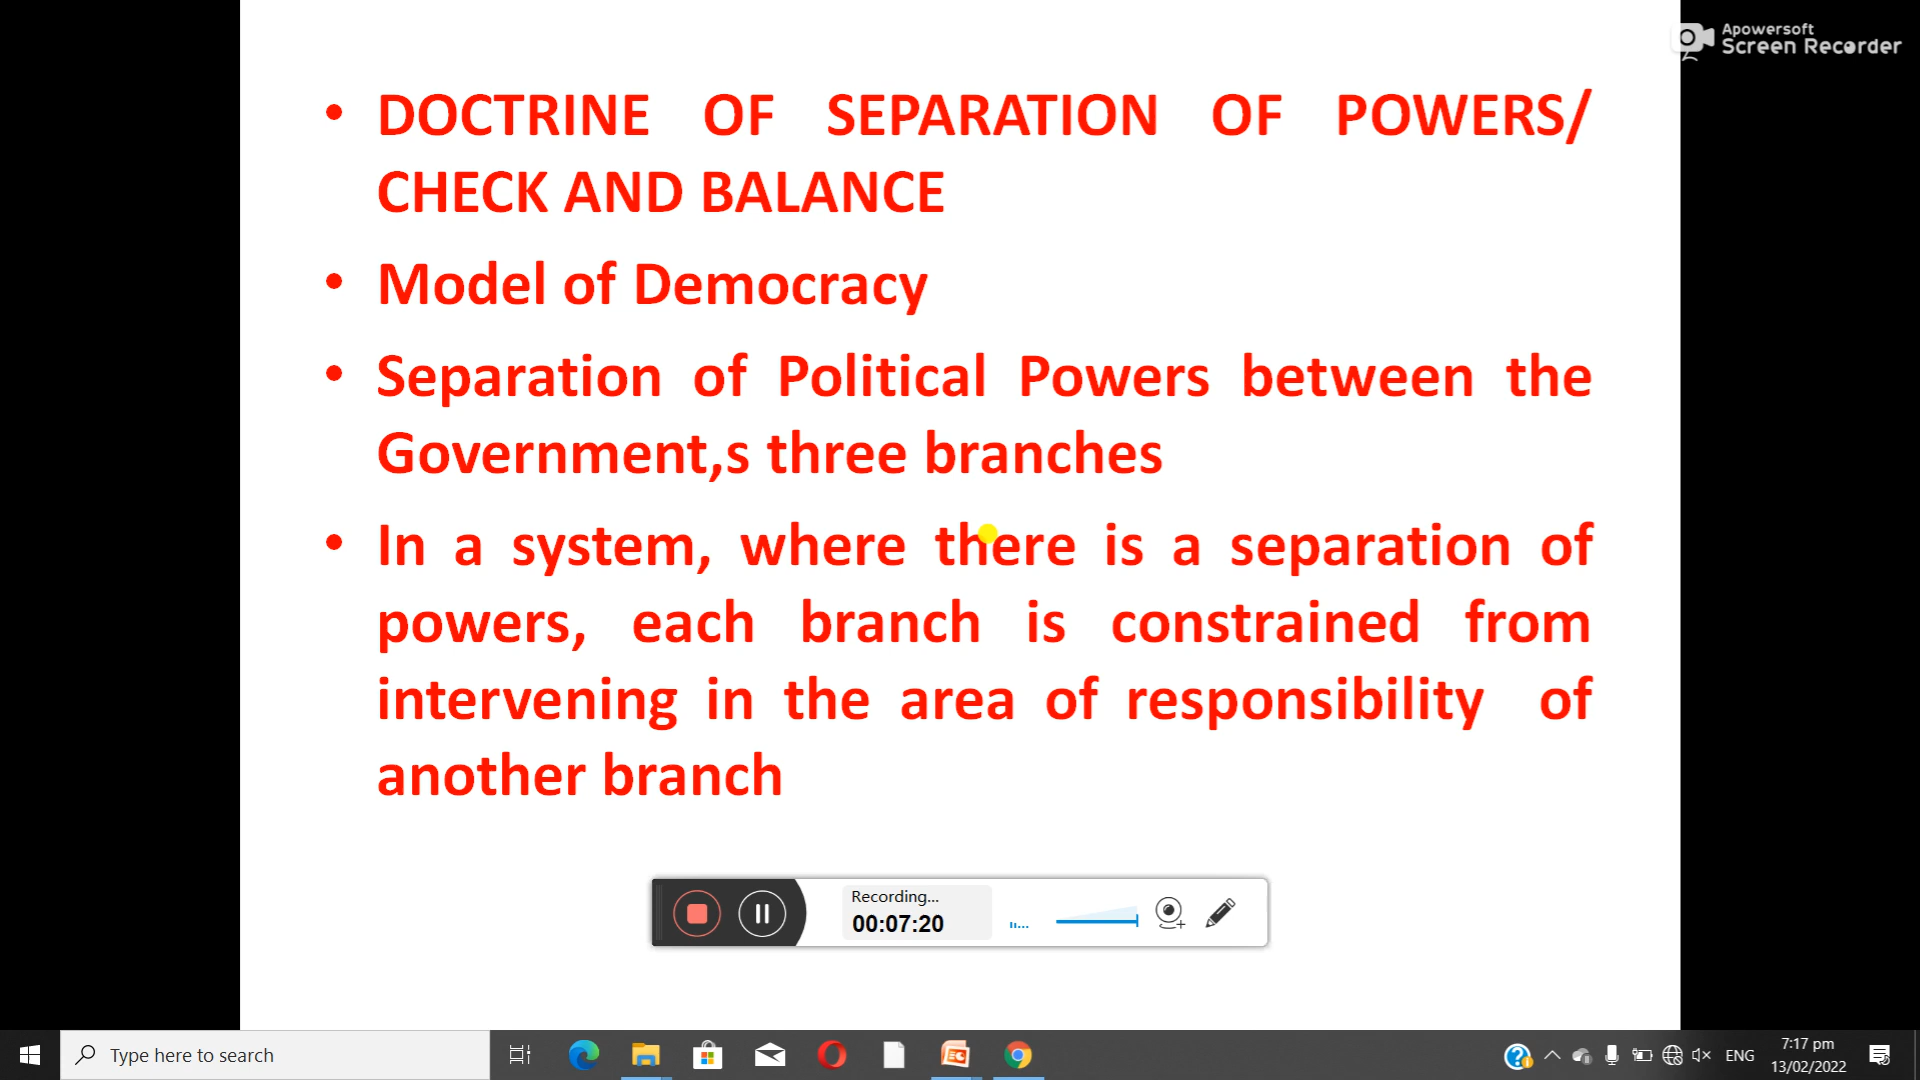 Apowersoft
Screen Recorder
• DOCTRINE OF SEPARATION OF POWERS/
CHECK AND BALANCE
• Model of Democracy
• Separation of Political Powers between the
Government,s three branches
• In a system, where there is a separation of
powers, each branch is constrained from
intervening in the area of responsibility of
another branch
Recording...
00:07:20
Type here to search
ENG
7:17 pm
13/02/2022